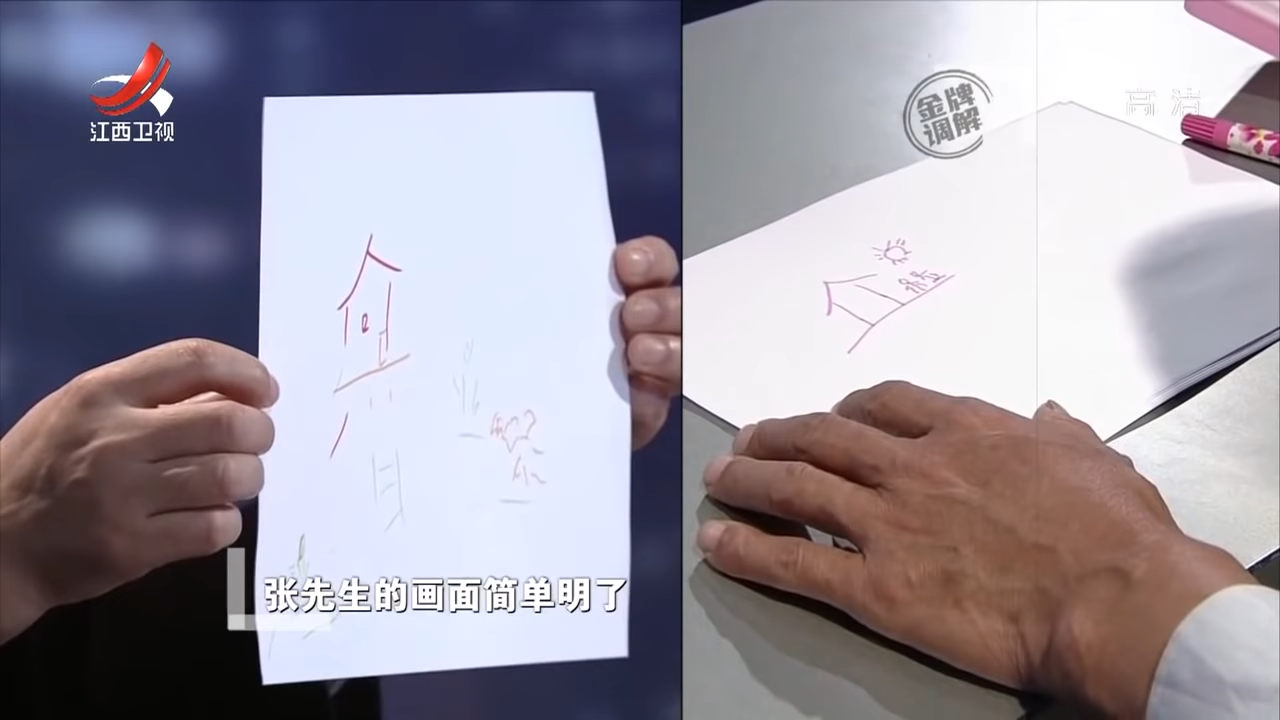 江西卫视
金牌
调解
高清
张先生的画面简单明了